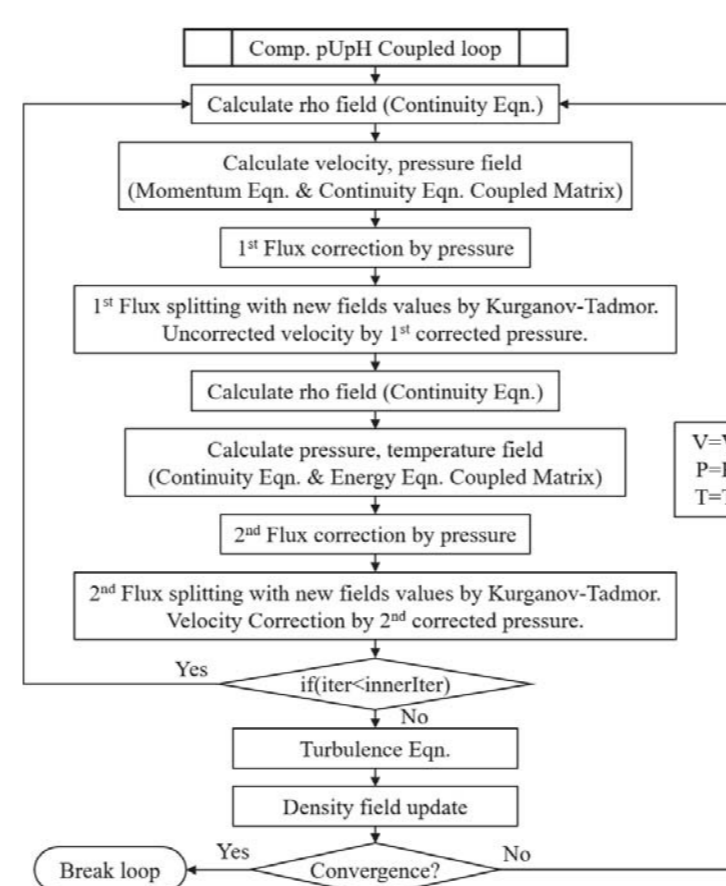 Comp. pUpH Coupled loop
Calculate rho field (Continuity Eqn.)
Calculate velocity, pressure field
(Momentum Eqn. & Continuity Eqn. Coupled Matrix)
1st Flux correction by pressure
1st Flux splitting with new fields values by Kurganov-Tadmor.
Uncorrected velocity by 1st corrected pressure.
Calculate rho field (Continuity Eqn.)
Calculate pressure, temperature field
(Continuity Eqn. & Energy Eqn. Coupled Matrix)
V=
P=
T=
2nd Flux correction by pressure
2nd Flux splitting with new fields values by Kurganov-Tadmor.
Velocity Correction by 2nd corrected pressure.
Yes
if(iter<innerIter)
No
Turbulence Eqn.
Density field update
Break loop
Yes
Convergence?
No